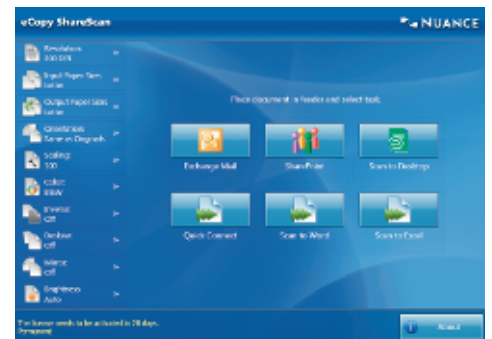 eCopy ShareScan
NUANCE
Resolution:
200 DPI
Input Paper Size:
Letter
Output Paper Size:
Letter
Orientation:
Same as Originals
Scaling:
100
Color:
B&W
Inverse:
Off
Deskew:
Off
Mirror:
Off
Brightness
Auto
Place document in feeder and select task.
Exchange Mail
SharePoint
Scan to Desktop
Quick Connect
Scan to Word
Scan to Excel
The license needs to be activated in 28 days.
Permanent
About